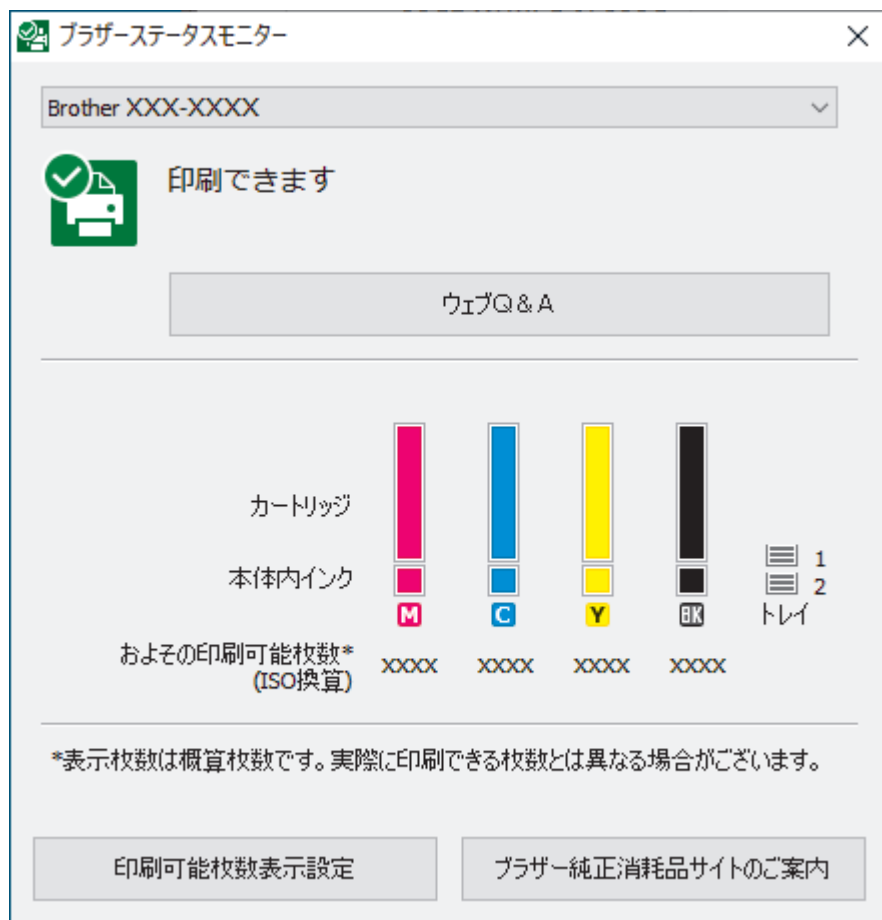 ブラザーステータスモニター
Brother XXX-XXXX
印刷できます
ウェブQ&A
カートリッジ
本体内インク
1
2
M C Y BK トレイ
およその印刷可能枚数*
(ISO換算)
XXXX XXXX XXXX XXXX
*表示枚数は概算枚数です。実際に印刷できる枚数とは異なる場合がございます。
印刷可能枚数表示設定 ブラザー純正消耗品サイトのご案内